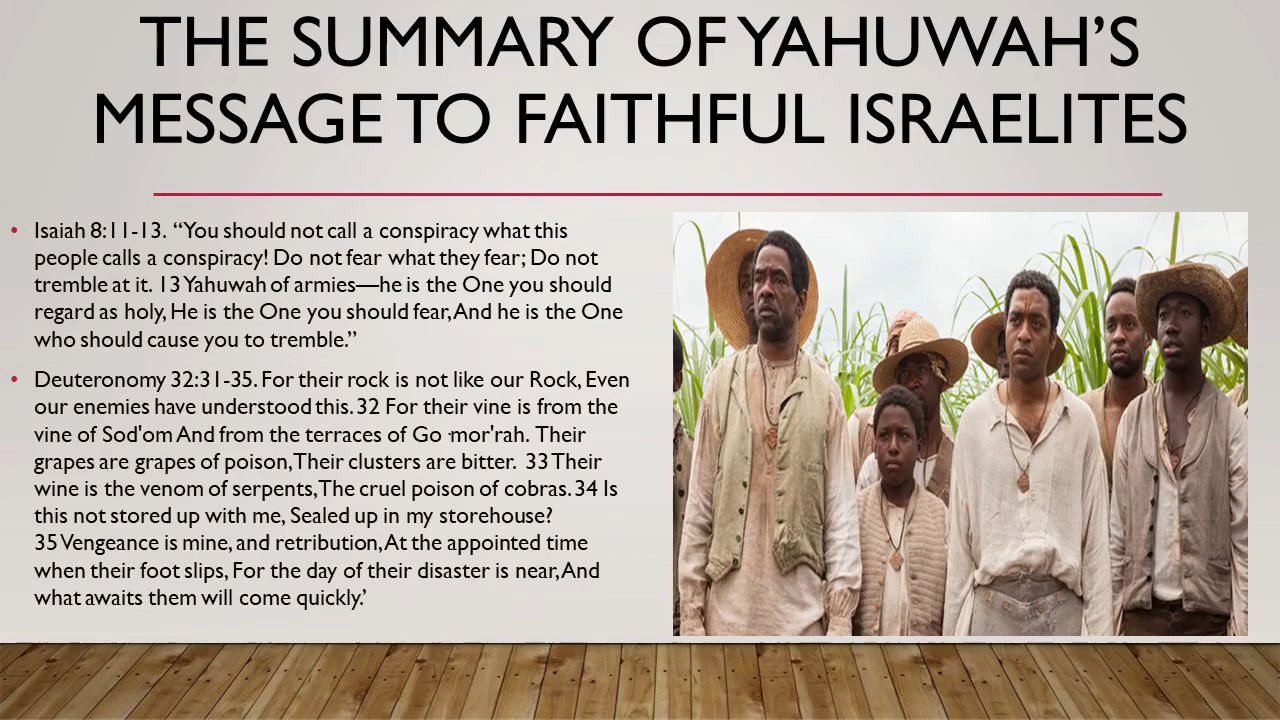 THE SUMMARY OF YAHUWAH’S
MESSAGE TO FAITHFUL ISRAELITES
• Isaiah 8:11-13. “You should not call a conspiracy what this
people calls a conspiracy! Do not fear what they fear; Do not
tremble at it. 13 Yahuwah of armies—he is the One you should
regard as holy, He is the One you should fear, And he is the One
who should cause you to tremble.”
• Deuteronomy 32:31-35. For their rock is not like our Rock, Even
our enemies have understood this. 32 For their vine is from the
vine of Sod'om And from the terraces of Go·mor'rah. Their
grapes are grapes of poison, Their clusters are bitter. 33 Their
wine is the venom of serpents, The cruel poison of cobras. 34 Is
this not stored up with me, Sealed up in my storehouse?
35 Vengeance is mine, and retribution, At the appointed time
when their foot slips, For the day of their disaster is near, And
what awaits them will come quickly.’